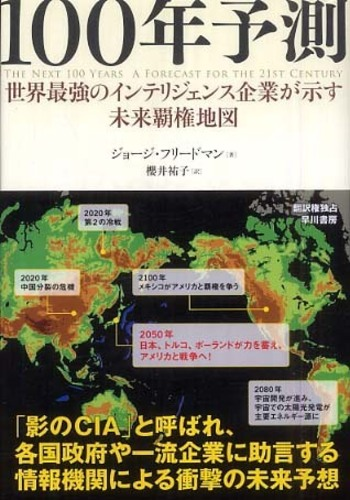 100年予測
THE NEXT 100 YEARS A FORECAST FOR THE 21ST CENTURY
世界最強のインテリジェンス企業が示す
未来覇権地図
ジョージ・フリードマン[著]
櫻井祐子[訳]
翻訳権独占
早川書房
2020年
第2の冷戦
2020年
中国分裂の危機
2100年
メキシコがアメリカと覇権を争う
2050年
日本、トルコ、ポーランドが力を蓄え、
アメリカと戦争へ!
2080年
宇宙開発が進み、
宇宙での太陽光発電が
主要エネルギー源に
「影のCIA」と呼ばれ、
各国政府や一流企業に助言する
情報機関による衝撃の未来予想